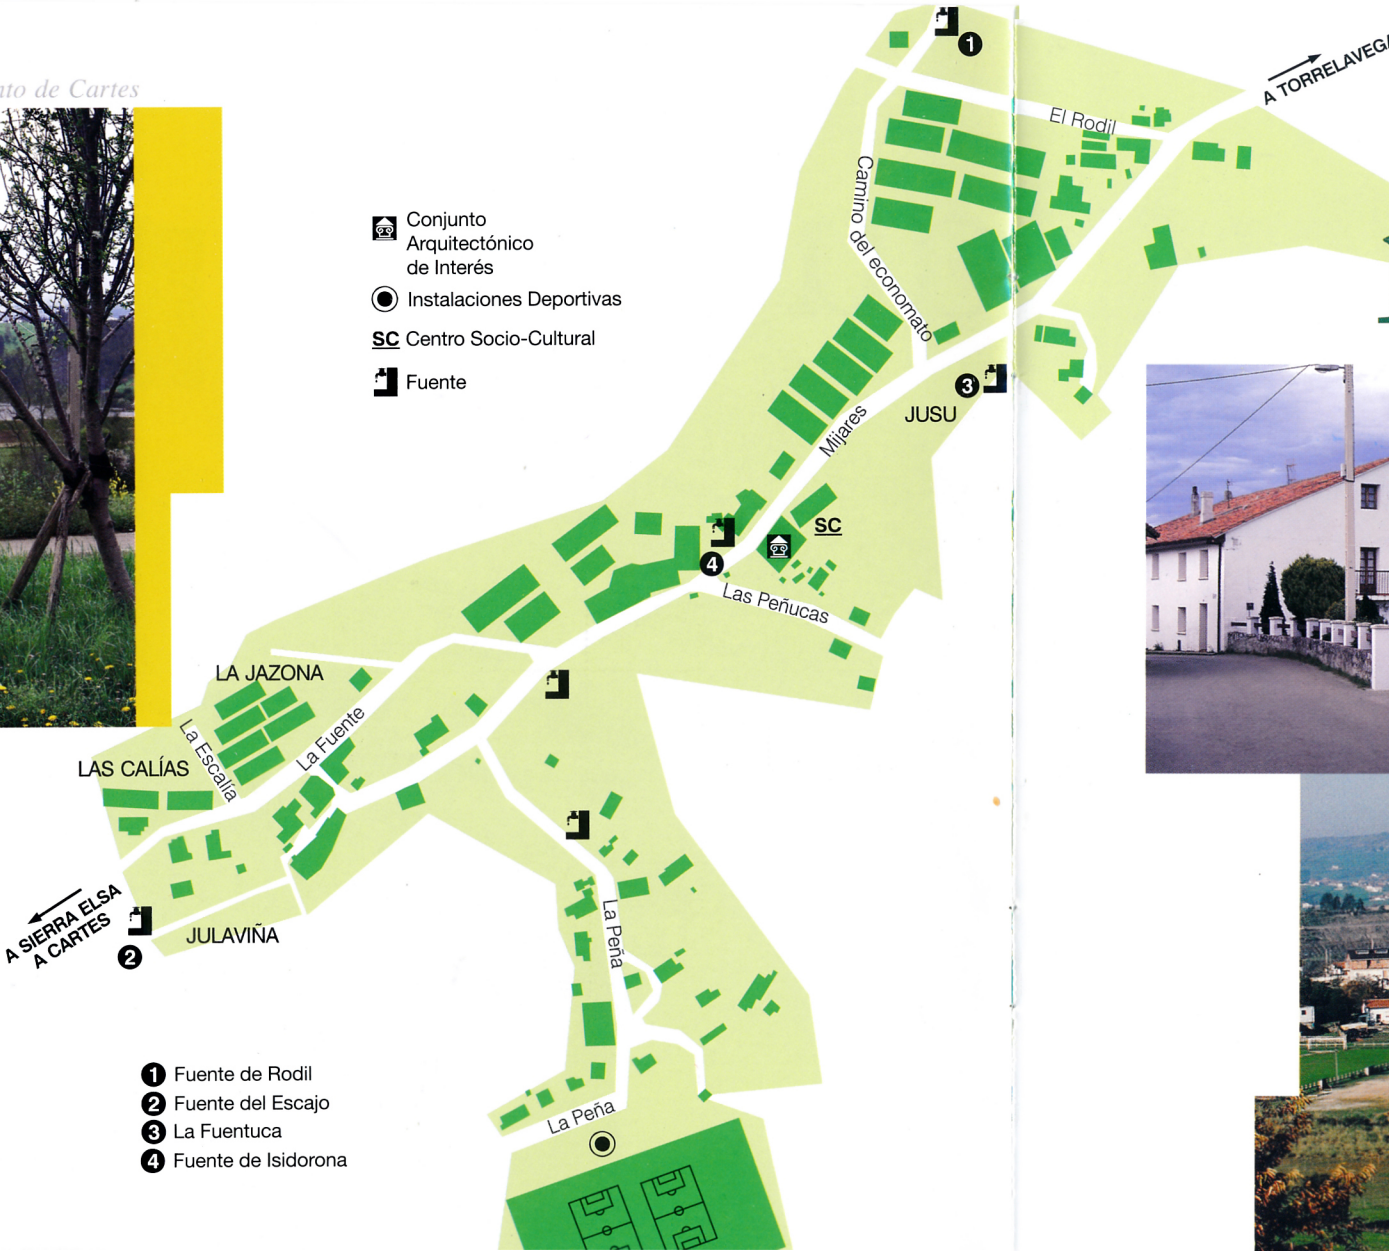 nto de Cartes
A TORRELAVEGA
El Rodil
Camino del economato
Conjunto
Arquitectónico
de Interés
Instalaciones Deportivas
SC Centro Socio-Cultural
Fuente
1
3
JUSU
Mijares
SC
4
Las Peñucas
LA JAZONA
La Escalía
La Fuente
LAS CALÍAS
A SIERRA ELSA
A CARTES
2
JULAVIÑA
La Peña
La Peña
1 Fuente de Rodil
2 Fuente del Escajo
3 La Fuentuca
4 Fuente de Isidorona